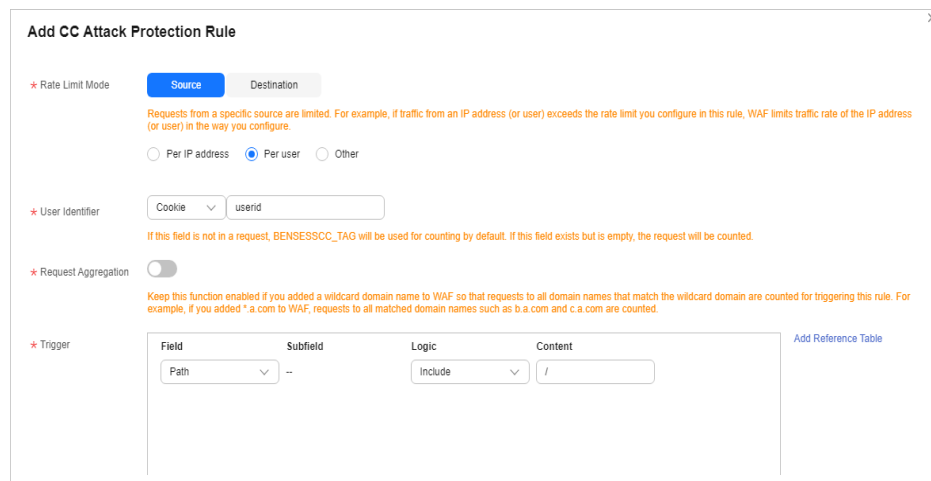 Add CC Attack Protection Rule
* Rate Limit Mode
Source Destination
Requests from a specific source are limited. For example, if traffic from an IP address (or user) exceeds the rate limit you configure in this rule, WAF limits traffic rate of the IP address
(or user) in the way you configure.
Per IP address Per user Other
* User Identifier
Cookie userid
If this field is not in a request, BENSESSCC_TAG will be used for counting by default. If this field exists but is empty, the request will be counted.
* Request Aggregation
Keep this function enabled if you added a wildcard domain name to WAF so that requests to all domain names that match the wildcard domain are counted for triggering this rule. For
example, if you added *.a.com to WAF, requests to all matched domain names such as b.a.com and c.a.com are counted.
* Trigger
Field Subfield Logic Content
Add Reference Table
Path -- Include /